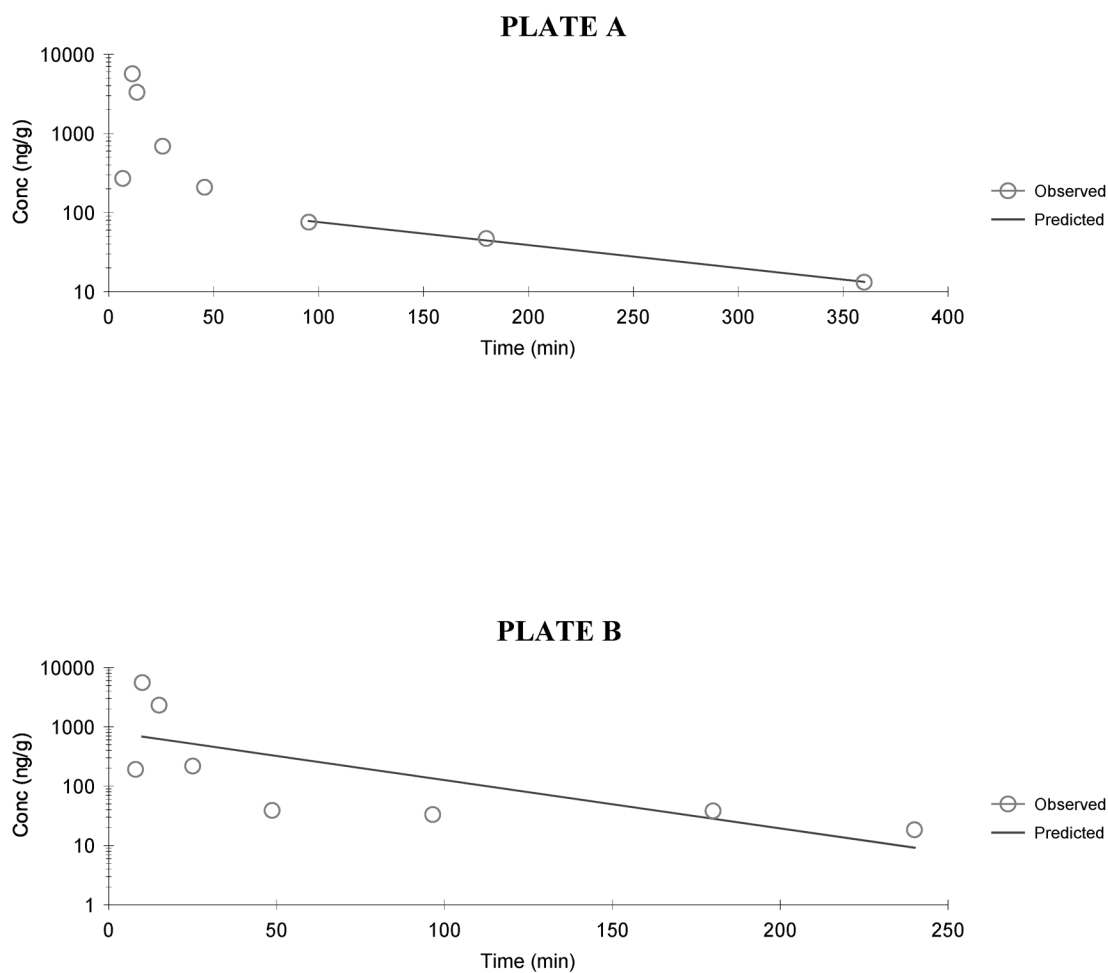 PLATE A
10000
1000
100
10
Conc (ng/g)
0 50 100 150 200 250 300 350 400
Time (min)
Observed
Predicted
PLATE B
10000
1000
100
10
1
Conc (ng/g)
0 50 100 150 200 250
Time (min)
Observed
Predicted